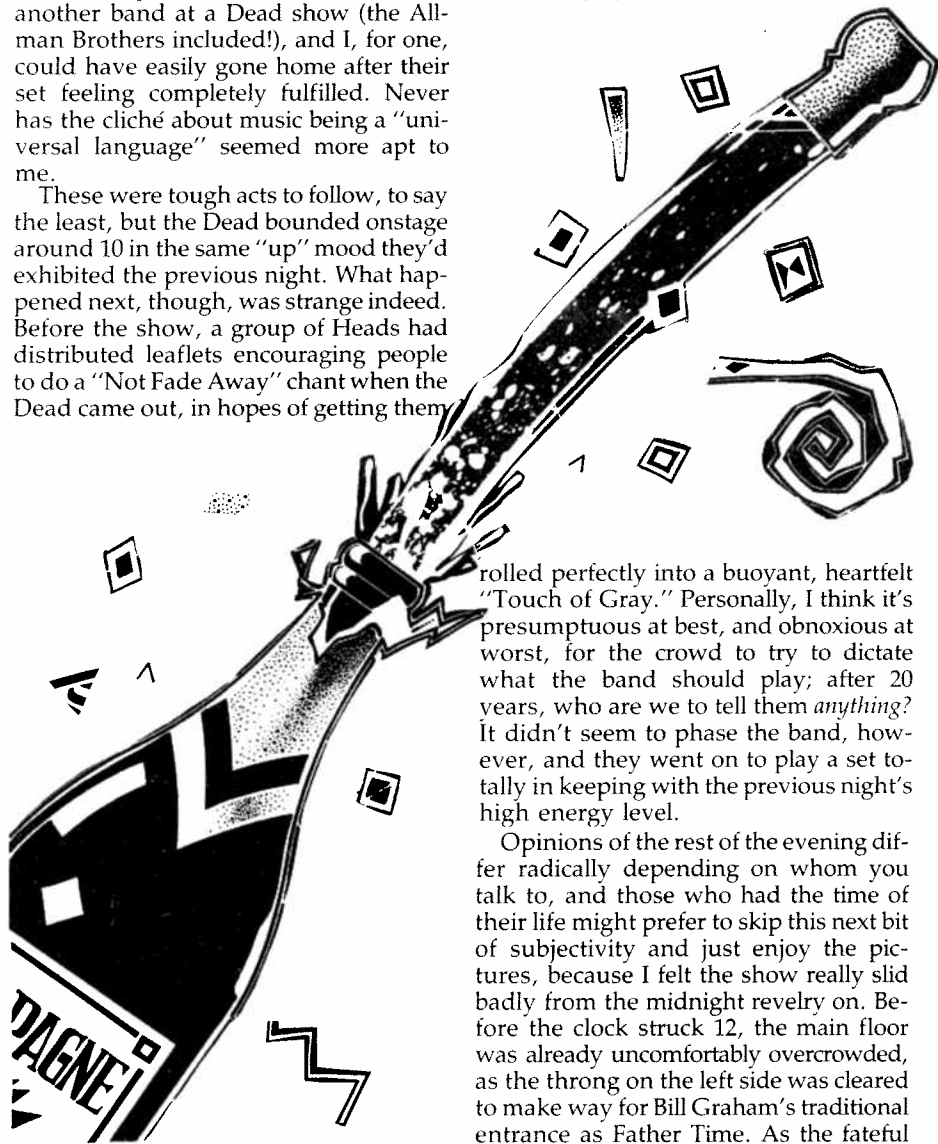 another band at a Dead show (the All-
man Brothers included!), and I, for one,
could have easily gone home after their
set feeling completely fulfilled. Never
has the cliché about music being a "uni-
versal language" seemed more apt to
me.
These were tough acts to follow, to say
the least, but the Dead bounded onstage
around 10 in the same "up" mood they'd
exhibited the previous night. What hap-
pened next, though, was strange indeed.
Before the show, a group of Heads had
distributed leaflets encouraging people
to do a "Not Fade Away" chant when the
Dead came out, in hopes of getting them
rolled perfectly into a buoyant, heartfelt
"Touch of Gray." Personally, I think it's
presumptuous at best, and obnoxious at
worst, for the crowd to try to dictate
what the band should play; after 20
years, who are we to tell them anything?
It didn't seem to phase the band, how-
ever, and they went on to play a set to-
tally in keeping with the previous night's
high energy level.
Opinions of the rest of the evening dif-
fer radically depending on whom you
talk to, and those who had the time of
their life might prefer to skip this next bit
of subjectivity and just enjoy the pic-
tures, because I felt the show really slid
badly from the midnight revelry on. Be-
fore the clock struck 12, the main floor
was already uncomfortably overcrowded,
as the throng on the left side was cleared
to make way for Bill Graham's traditional
entrance as Father Time. As the fateful
PAGNE